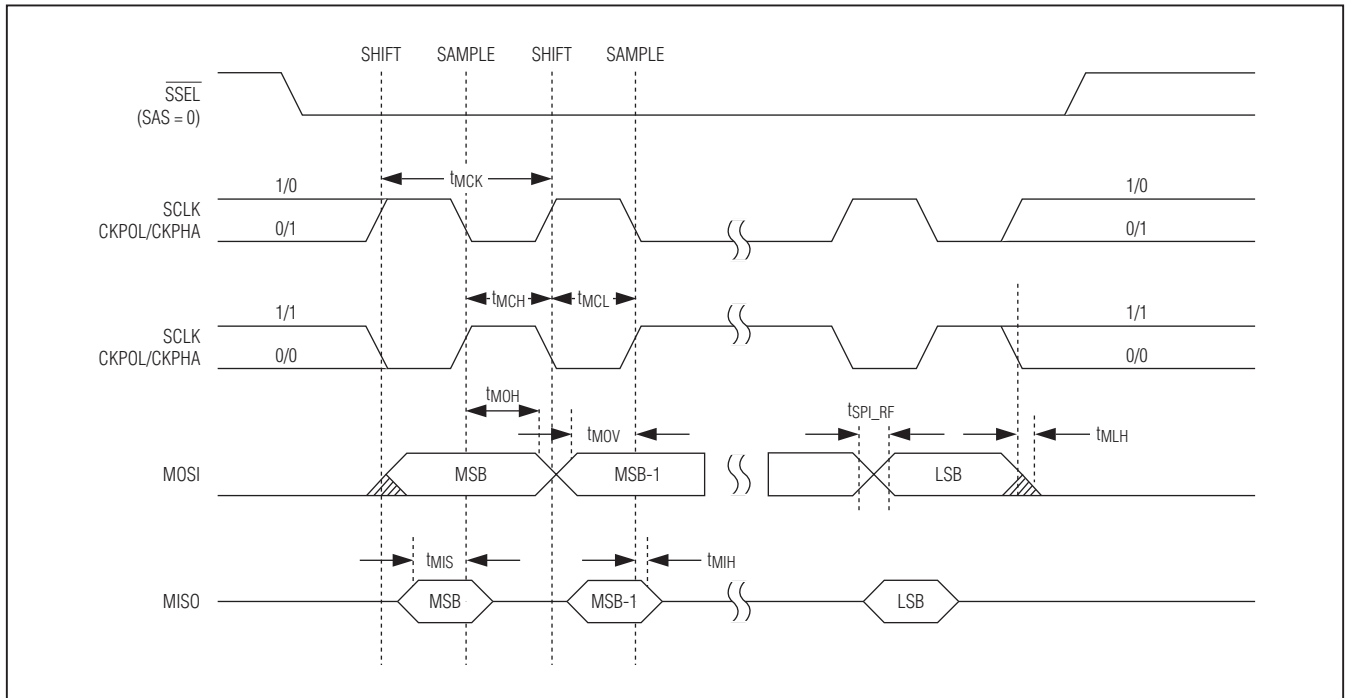 SHIFT SAMPLE SHIFT SAMPLE
SSEL
(SAS = 0)
tMCK
1/0 1/0
SCLK
CKPOL/CKPHA
0/1 0/1
tMCH tMCL
1/1 1/1
SCLK
CKPOL/CKPHA
0/0 0/0
tMOH
tMOV
tSPI_RF
tMLH
MOSI MSB MSB-1 LSB
tMIS tMIH
MISO MSB MSB-1 LSB